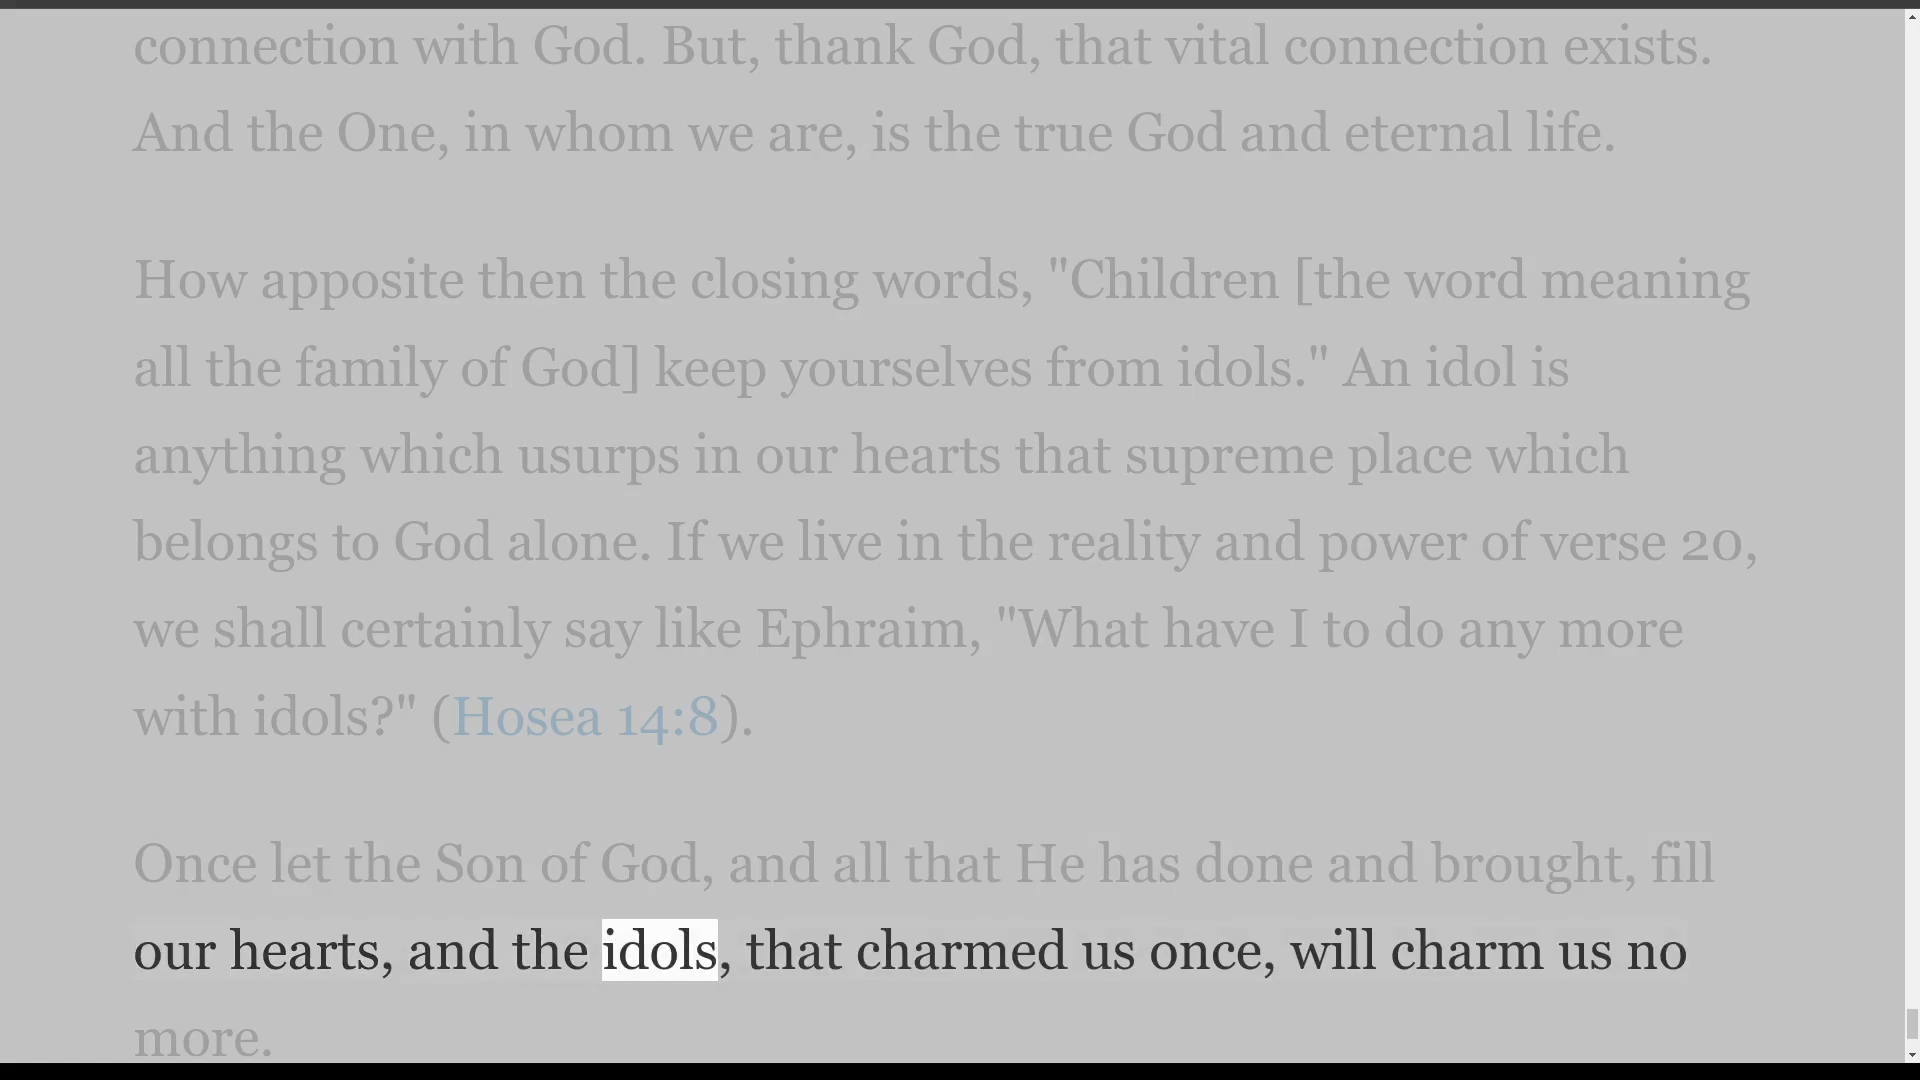 connection with God. But, thank God, that vital connection exists.
And the One, in whom we are, is the true God and eternal life.
How apposite then the closing words, "Children [the word meaning
all the family of God] keep yourselves from idols." An idol is
anything which usurps in our hearts that supreme place which
belongs to God alone. If we live in the reality and power of verse 20,
we shall certainly say like Ephraim, "What have I to do any more
with idols?" (Hosea 14:8).
Once let the Son of God, and all that He has done and brought, fill
our hearts, and the idols, that charmed us once, will charm us no
more.